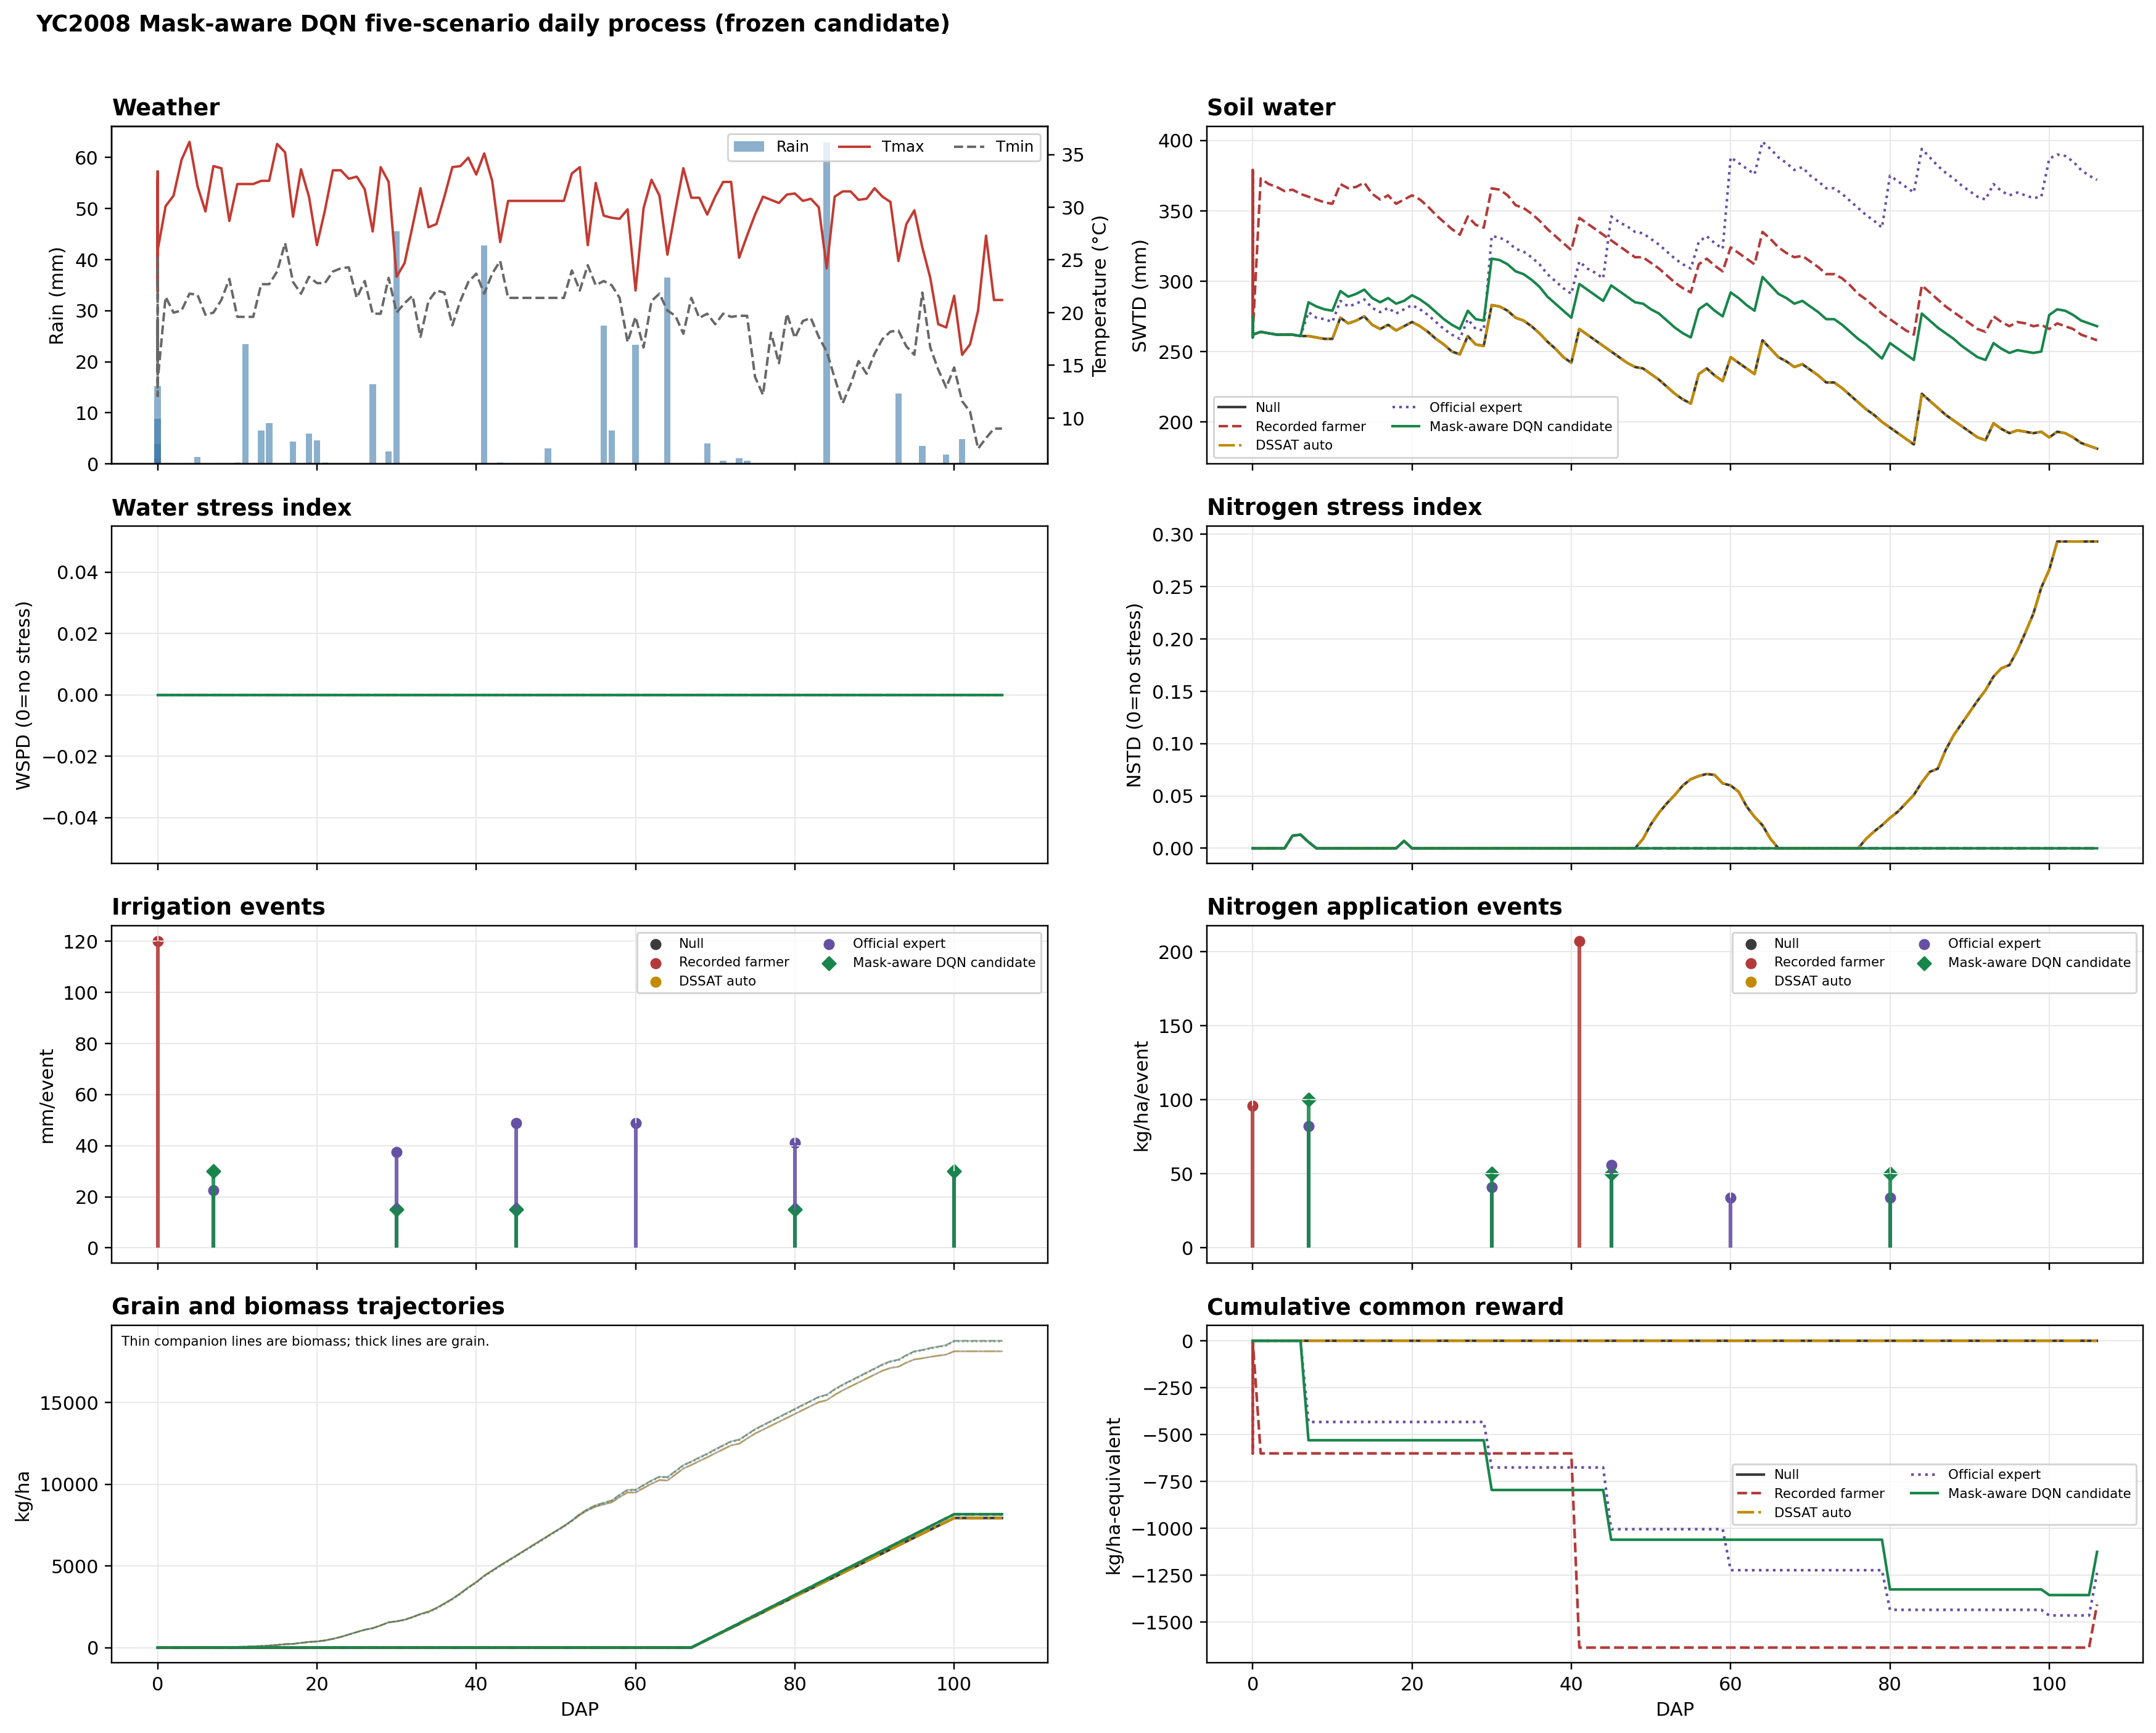 YC2008 Mask-aware DQN five-scenario daily process (frozen candidate)
Weather
Rain (mm)
60
50
40
30
20
10
0
Rain
Tmax
Tmin
35
30
25
20
15
10
Temperature (°C)
Soil water
SWTD (mm)
400
350
300
250
200
Null
Recorded farmer
DSSAT auto
Official expert
Mask-aware DQN candidate
Water stress index
WSPD (0=no stress)
0.04
0.02
0.00
−0.02
−0.04
Nitrogen stress index
NSTD (0=no stress)
0.30
0.25
0.20
0.15
0.10
0.05
0.00
Irrigation events
mm/event
120
100
80
60
40
20
0
Null
Recorded farmer
DSSAT auto
Official expert
Mask-aware DQN candidate
Nitrogen application events
kg/ha/event
200
150
100
50
0
Null
Recorded farmer
DSSAT auto
Official expert
Mask-aware DQN candidate
Grain and biomass trajectories
Thin companion lines are biomass; thick lines are grain.
kg/ha
15000
10000
5000
0
0 20 40 60 80 100
DAP
Cumulative common reward
kg/ha-equivalent
0
−250
−500
−750
−1000
−1250
−1500
Null
Recorded farmer
DSSAT auto
Official expert
Mask-aware DQN candidate
0 20 40 60 80 100
DAP